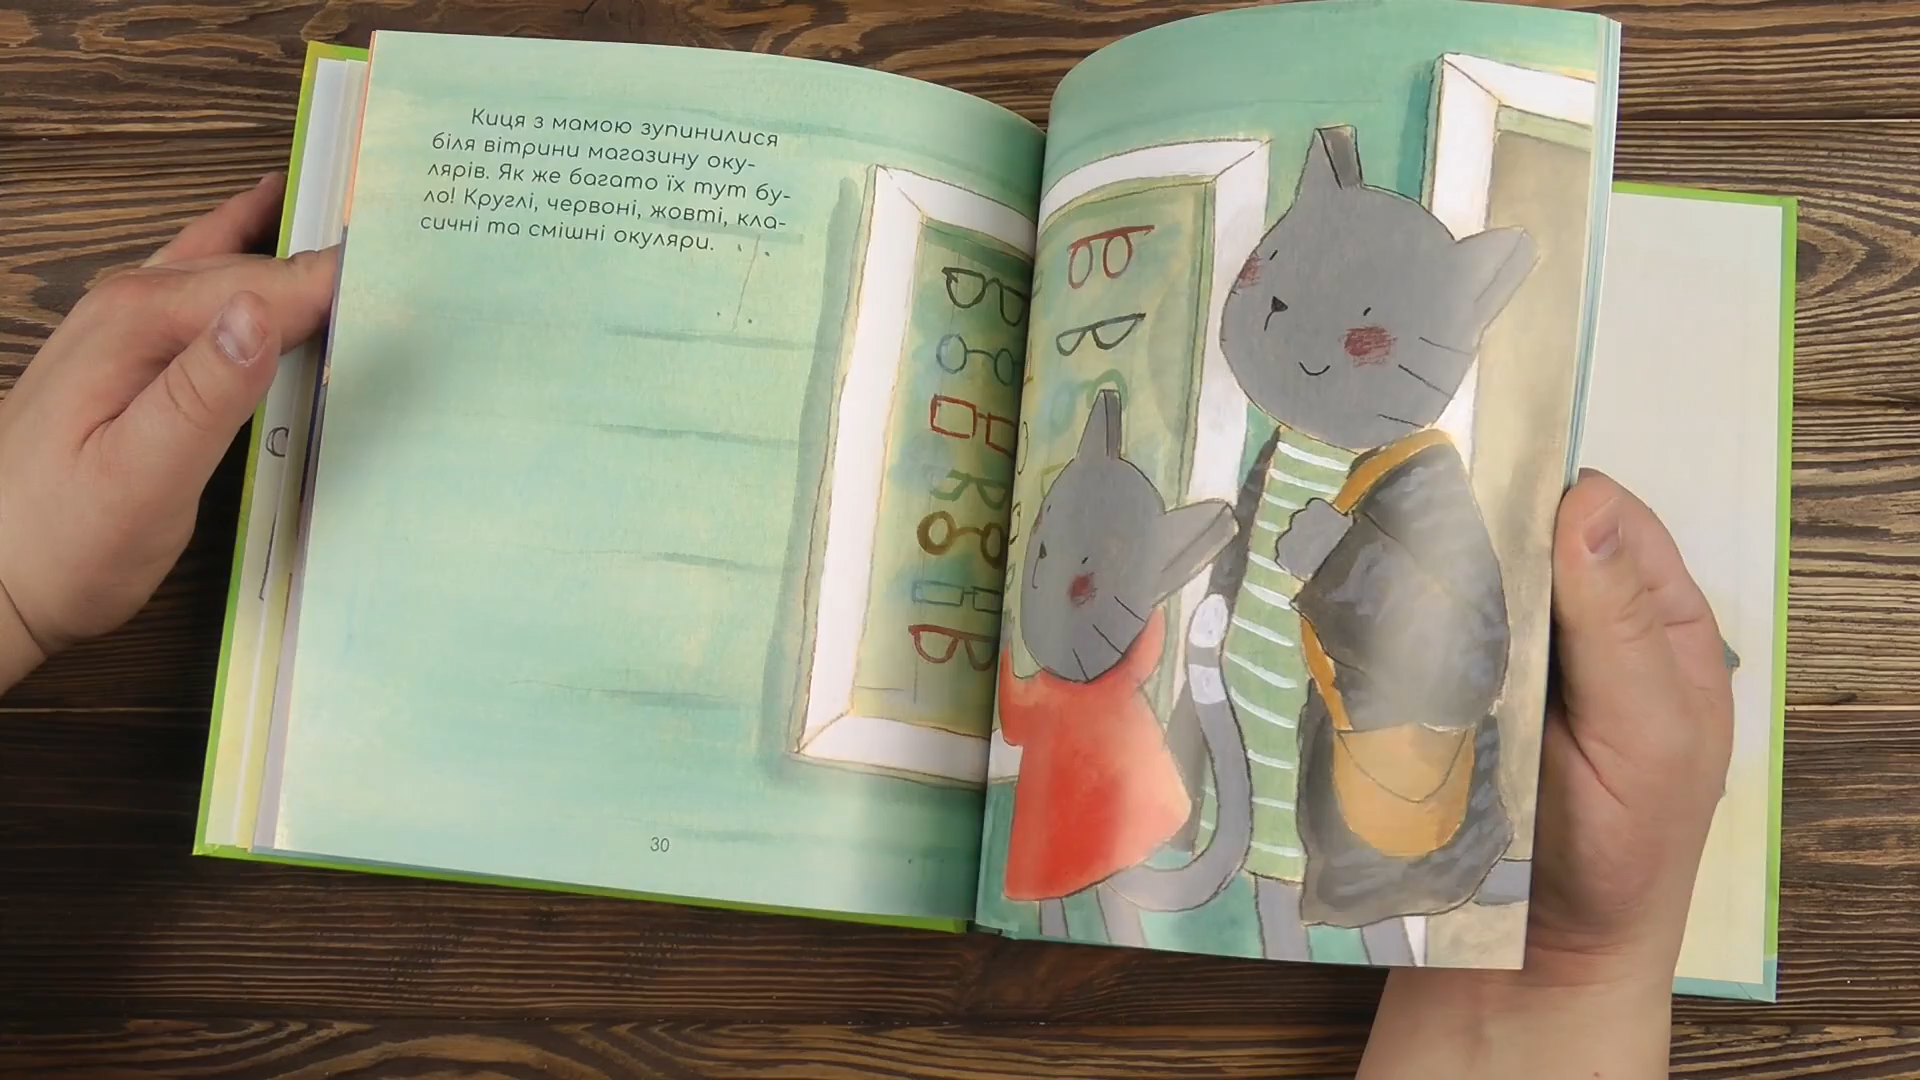 Киця з мамою зупинилися
біля вітрини магазину оку-
лярів. Як же багато їх тут бу-
ло! Круглі, червоні, жовті, кла-
сичні та смішні окуляри.
30